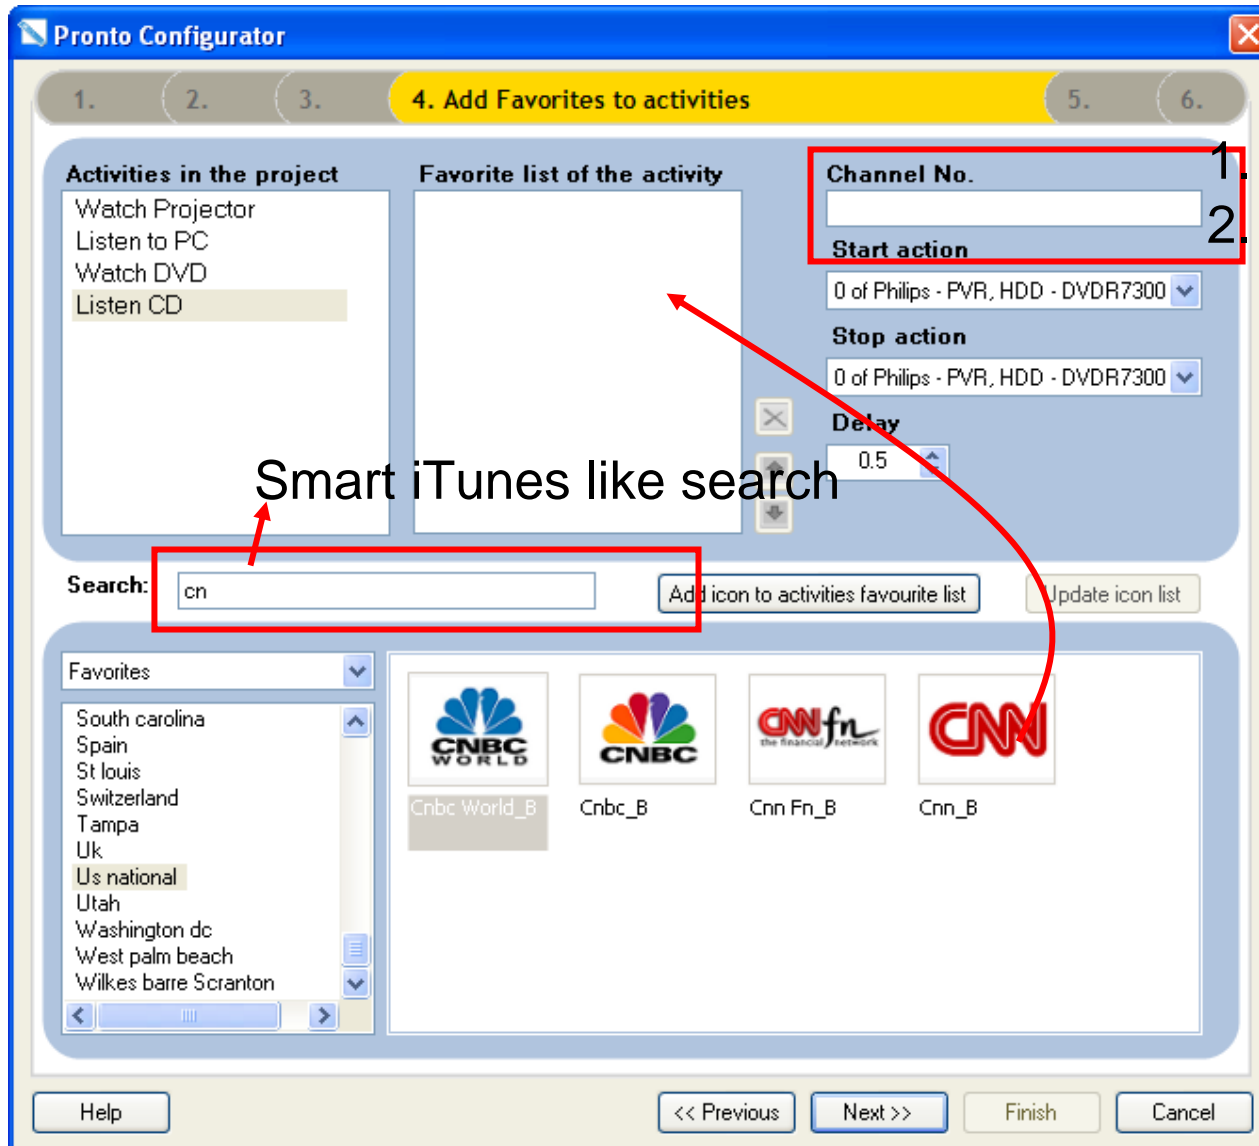 Pronto Configurator
1. 2. 3. 4. Add Favorites to activities 5. 6.
Activities in the project
Watch Projector
Listen to PC
Watch DVD
Listen CD
Favorite list of the activity
Channel No.
1.
2.
Start action
0 of Philips - PVR, HDD - DVDR7300
Stop action
0 of Philips - PVR, HDD - DVDR7300
Delay
0.5
Smart iTunes like search
Search: cn
Add icon to activities favourite list
Update icon list
Favorites
South carolina
Spain
St louis
Switzerland
Tampa
Uk
Us national
Utah
Washington dc
West palm beach
Wilkes barre Scranton
CNBC
WORLD
Cnbc World_B
CNBC
Cnbc_B
CNNfn
the financial network
Cnn Fn_B
CNN
Cnn_B
Help
<< Previous
Next >>
Finish
Cancel